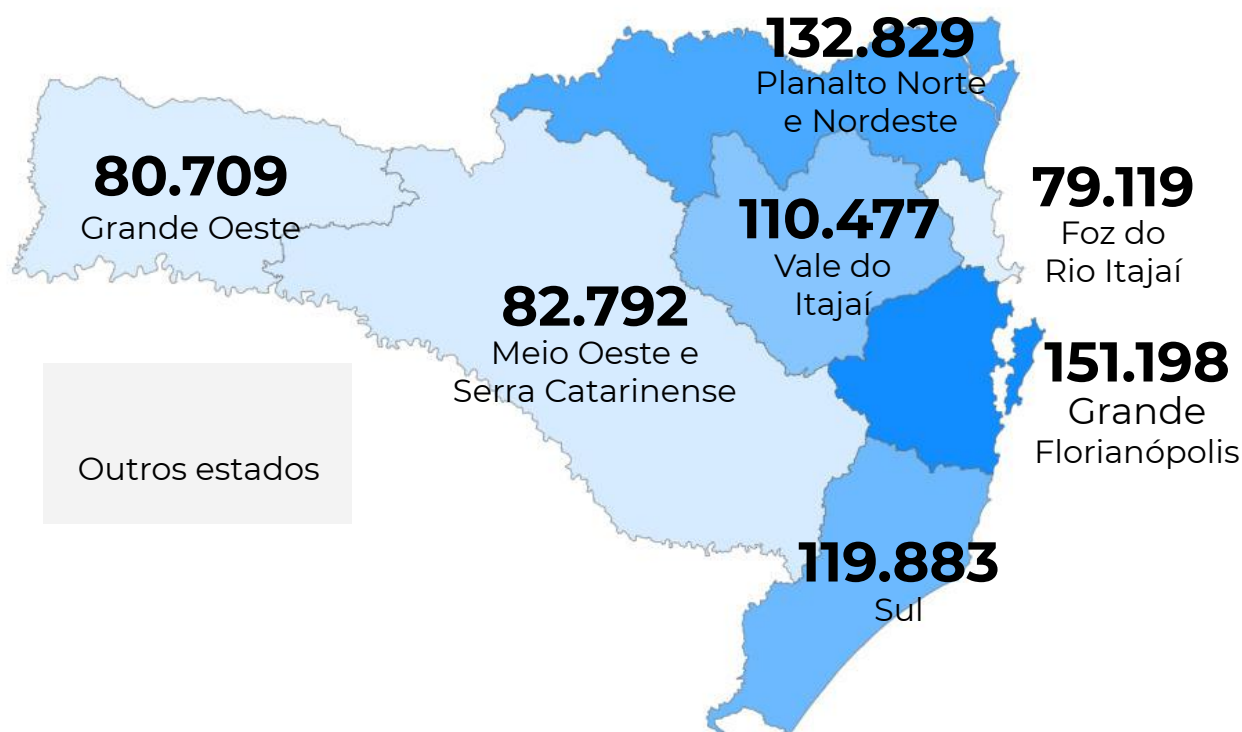 132.829
Planalto Norte
e Nordeste
80.709
Grande Oeste
110.477
Vale do
Itajaí
79.119
Foz do
Rio Itajaí
82.792
Meio Oeste e
Serra Catarinense
151.198
Grande
Florianópolis
Outros estados
119.883
Sul